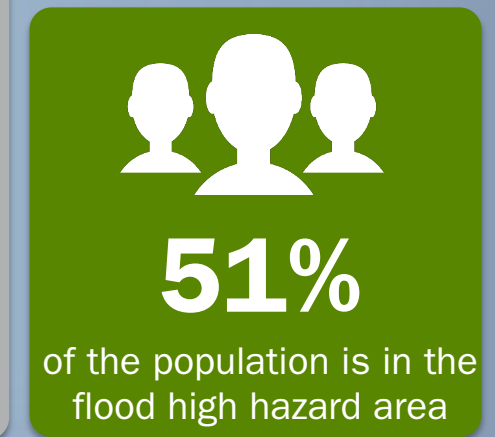 51%
of the population is in the
flood high hazard area